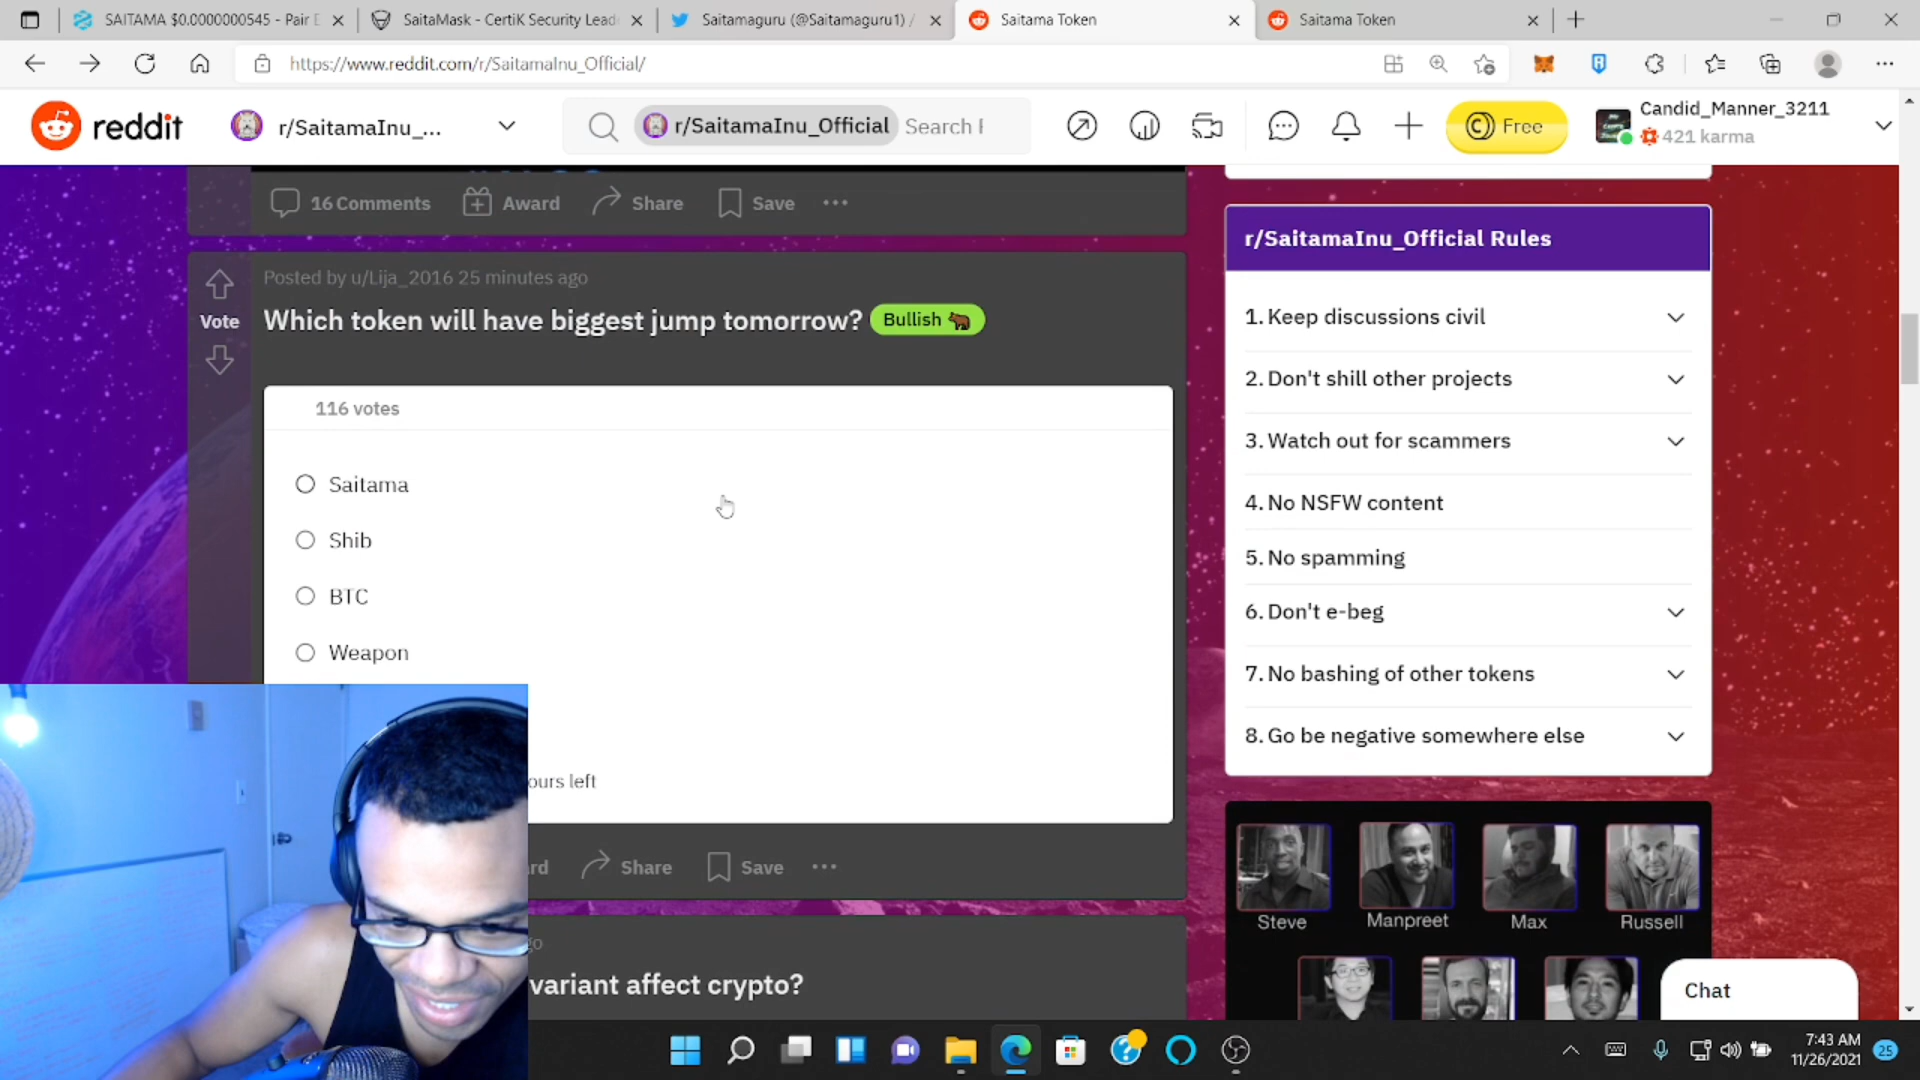 SAITAMA $0.0000000545 - Pair E
SaitaMask - CertiK Security Lead
Saitamaguru (@Saitamaguru1) /
Saitama Token
Saitama Token
https://www.reddit.com/r/SaitamaInu_Official/
reddit
r/SaitamaInu_...
r/SaitamaInu_Official
Search
Free
Candid_Manner_3211
421 karma
16 Comments
Award
Share
Save
Posted by u/Lija_2016 25 minutes ago
Vote
Which token will have biggest jump tomorrow?
Bullish
116 votes
Saitama
Shib
BTC
Weapon
ours left
rd
Share
Save
go
variant affect crypto?
r/SaitamaInu_Official Rules
1. Keep discussions civil
2. Don't shill other projects
3. Watch out for scammers
4. No NSFW content
5. No spamming
6. Don't e-beg
7. No bashing of other tokens
8. Go be negative somewhere else
Steve
Manpreet
Max
Russell
Chat
7:43 AM
11/26/2021
25